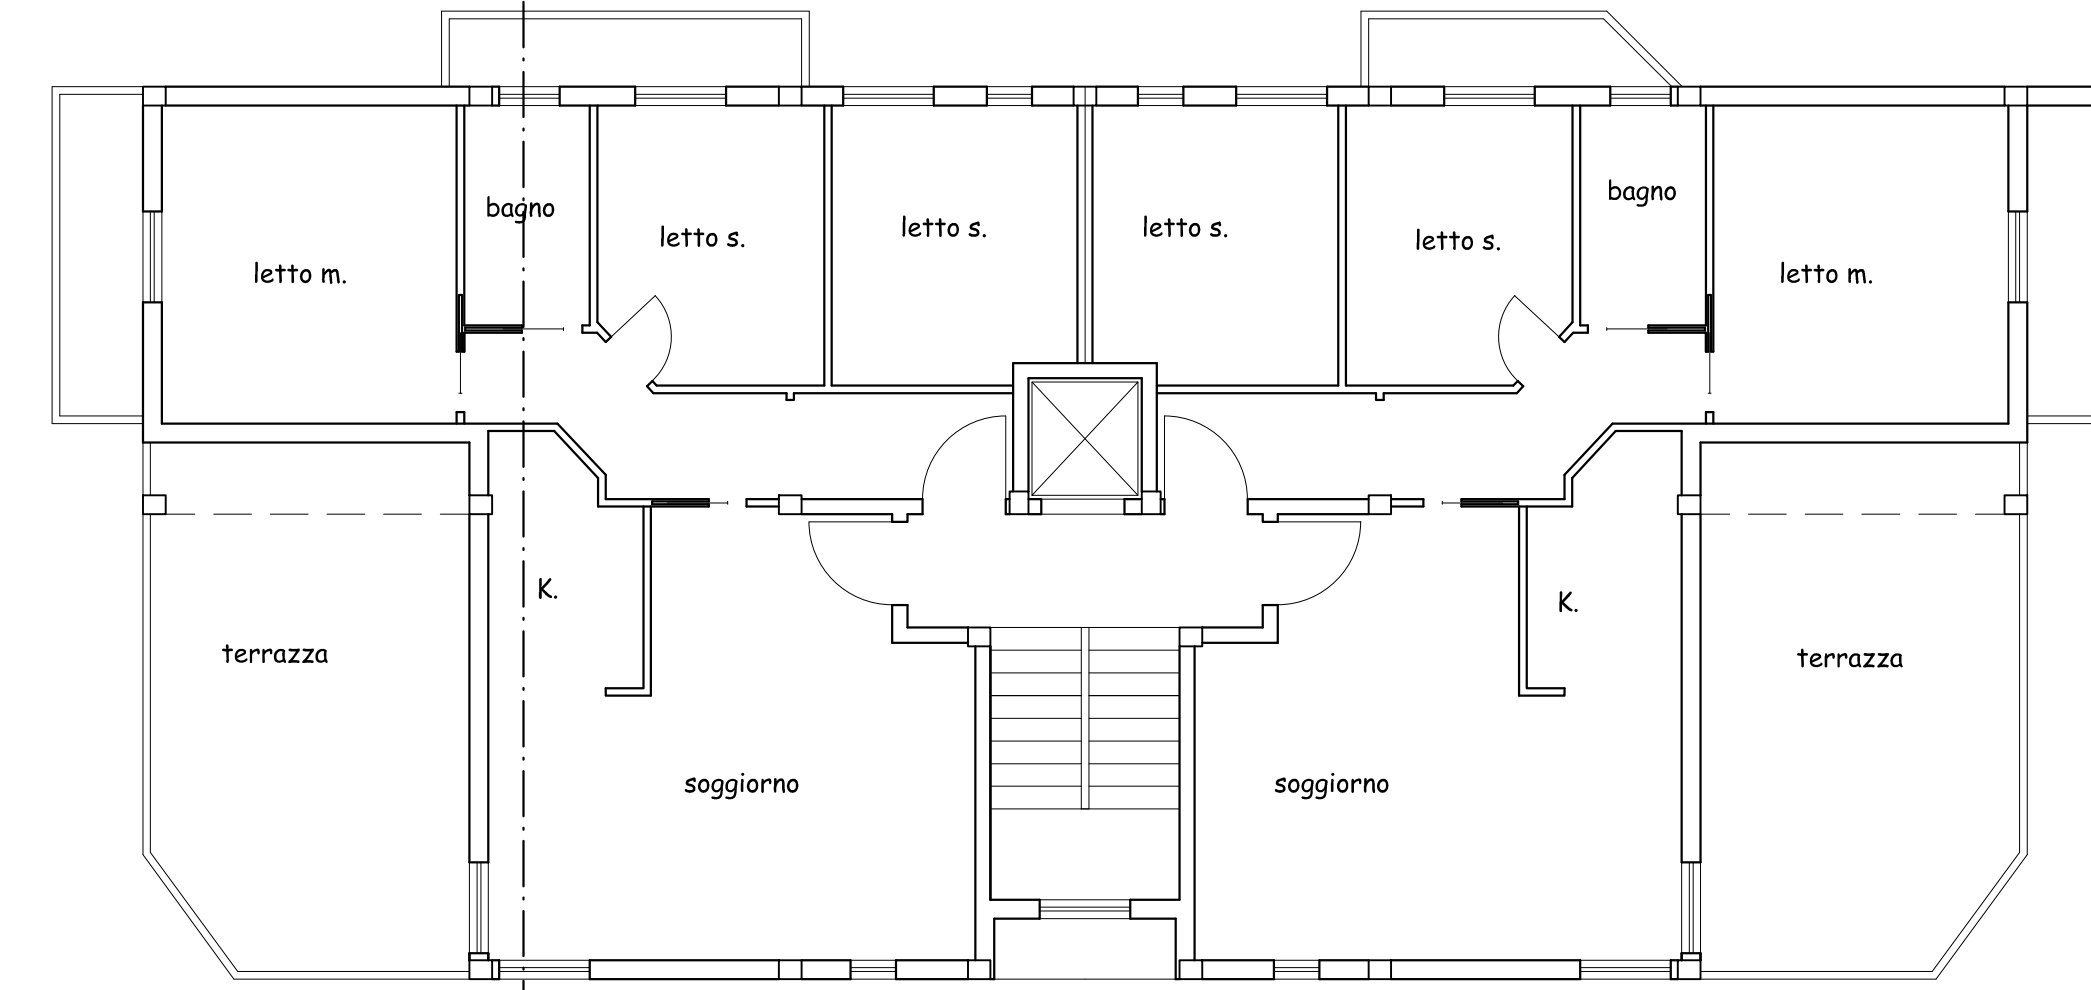 bagno
bagno
letto s.
letto s.
letto s.
letto s.
letto m.
letto m.
K.
K.
terrazza
terrazza
soggiorno
soggiorno